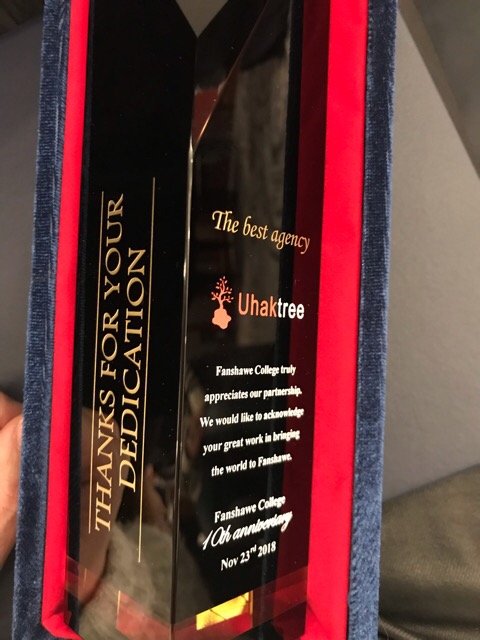 THANKS FOR YOUR
DEDICATION
The best agency
Uhaktree
Fanshawe College truly
appreciates our partnership.
We would like to acknowledge
your great work in bringing
the world to Fanshawe.
Fanshawe College
10th anniversary
Nov 23rd 2018